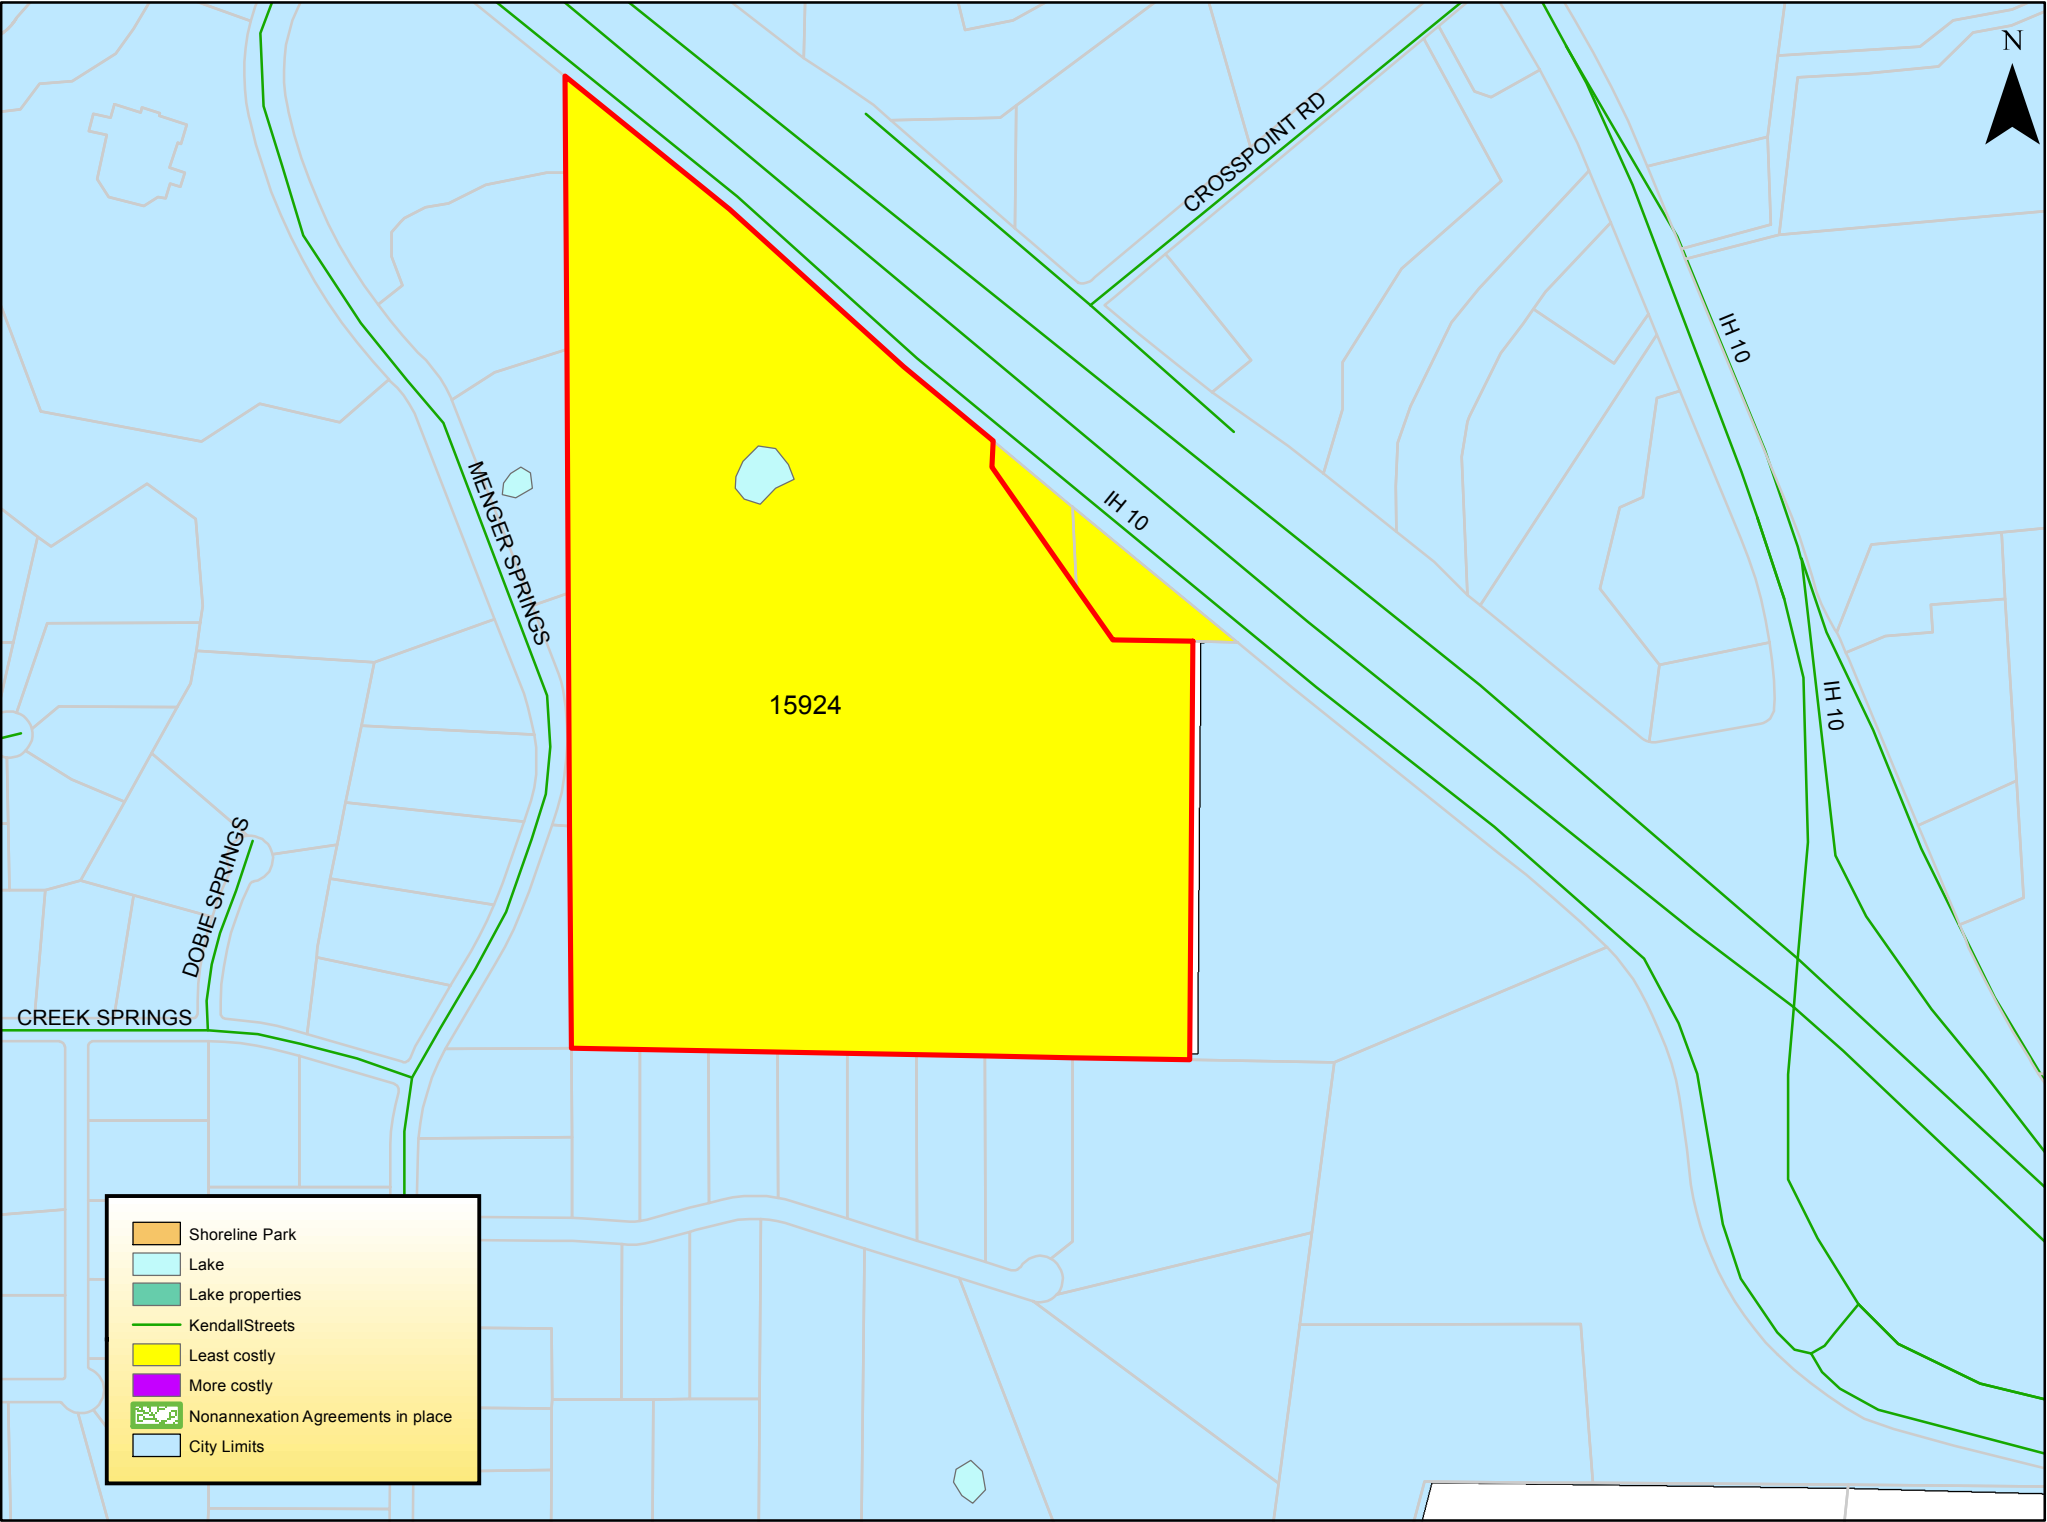 N
CROSSPOINT RD
IH 10
MENGER SPRINGS
IH 10
IH 10
15924
DOBIE SPRINGS
CREEK SPRINGS
Shoreline Park
Lake
Lake properties
KendallStreets
Least costly
More costly
Nonannexation Agreements in place
City Limits